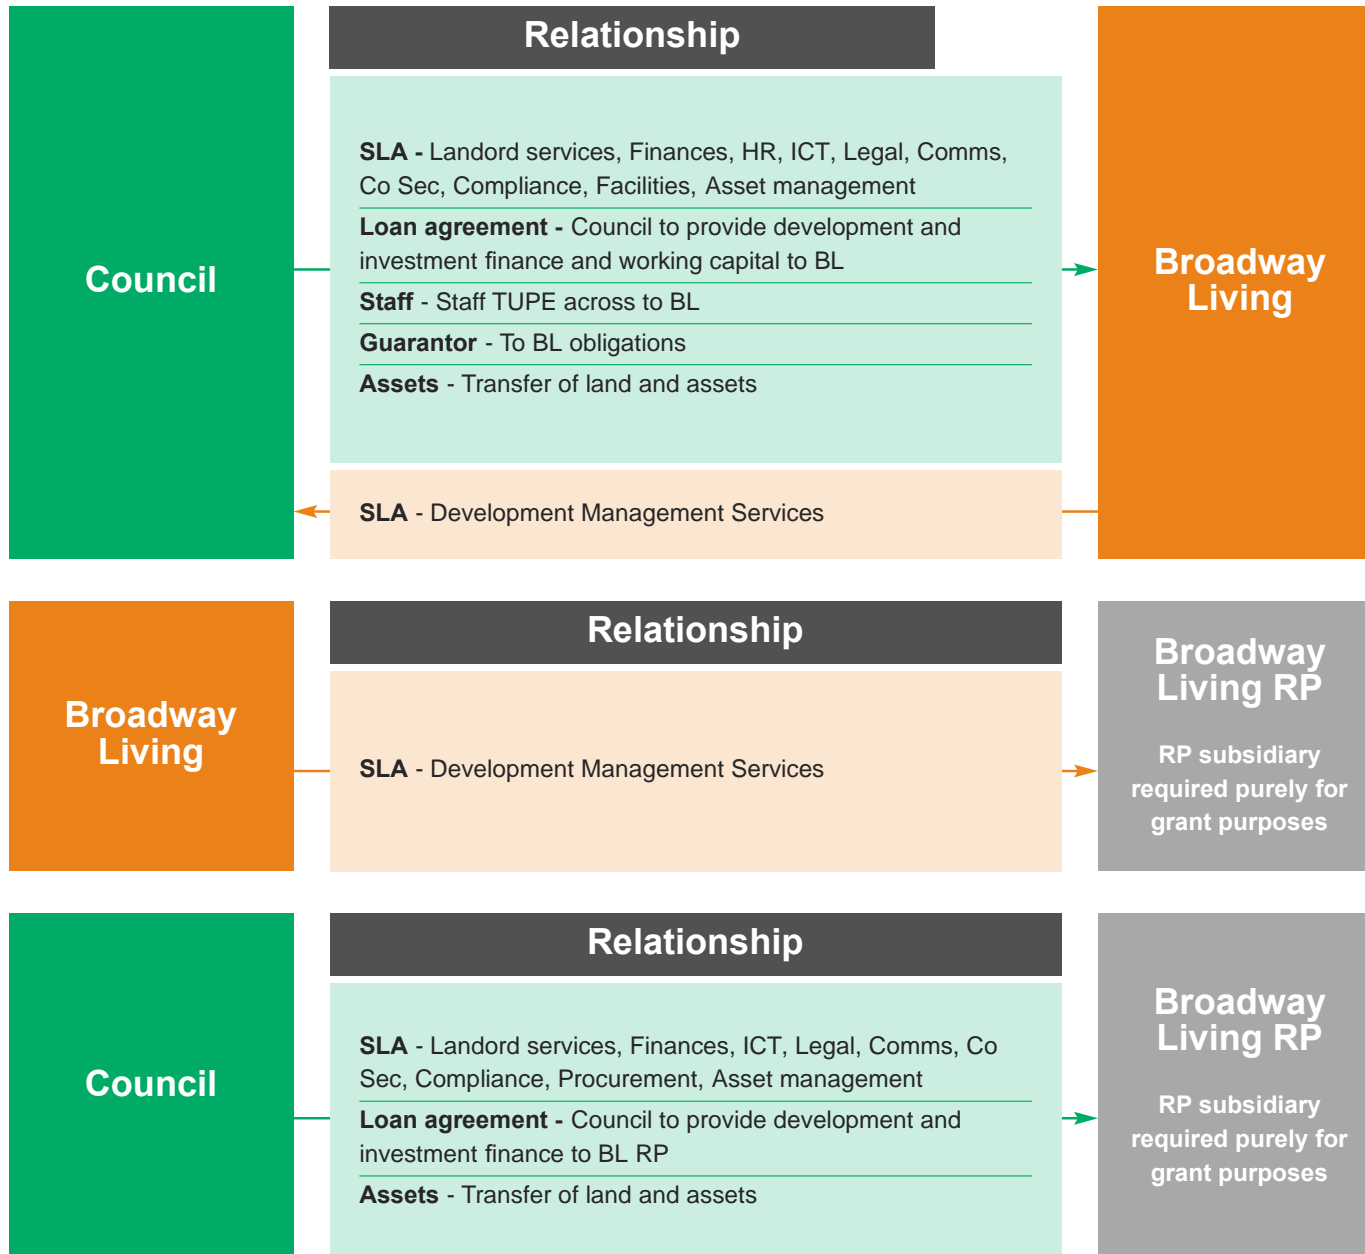 Relationship
Council
SLA - Landord services, Finances, HR, ICT, Legal, Comms,
Co Sec, Compliance, Facilities, Asset management
Loan agreement - Council to provide development and
investment finance and working capital to BL
Staff - Staff TUPE across to BL
Guarantor - To BL obligations
Assets - Transfer of land and assets
Broadway
Living
SLA - Development Management Services
Relationship
Broadway
Living
SLA - Development Management Services
Broadway
Living RP
RP subsidiary
required purely for
grant purposes
Relationship
Council
SLA - Landord services, Finances, ICT, Legal, Comms, Co
Sec, Compliance, Procurement, Asset management
Loan agreement - Council to provide development and
investment finance to BL RP
Assets - Transfer of land and assets
Broadway
Living RP
RP subsidiary
required purely for
grant purposes